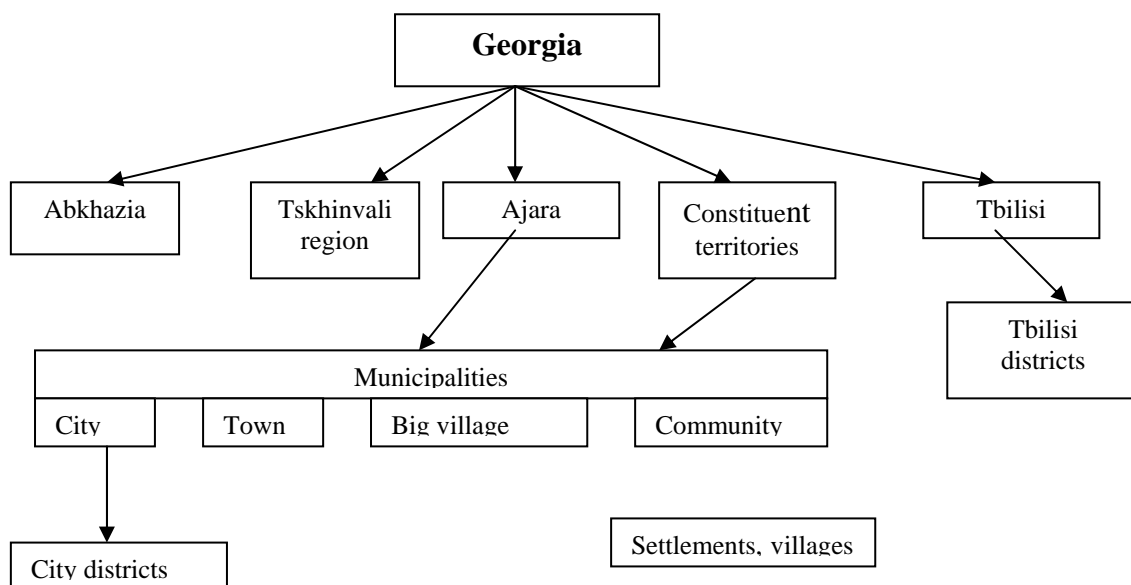 Georgia
Abkhazia
Tskhinvali
region
Ajara
Constituent
territories
Tbilisi
Tbilisi
districts
Municipalities
City
Town
Big village
Community
Settlements, villages
City districts